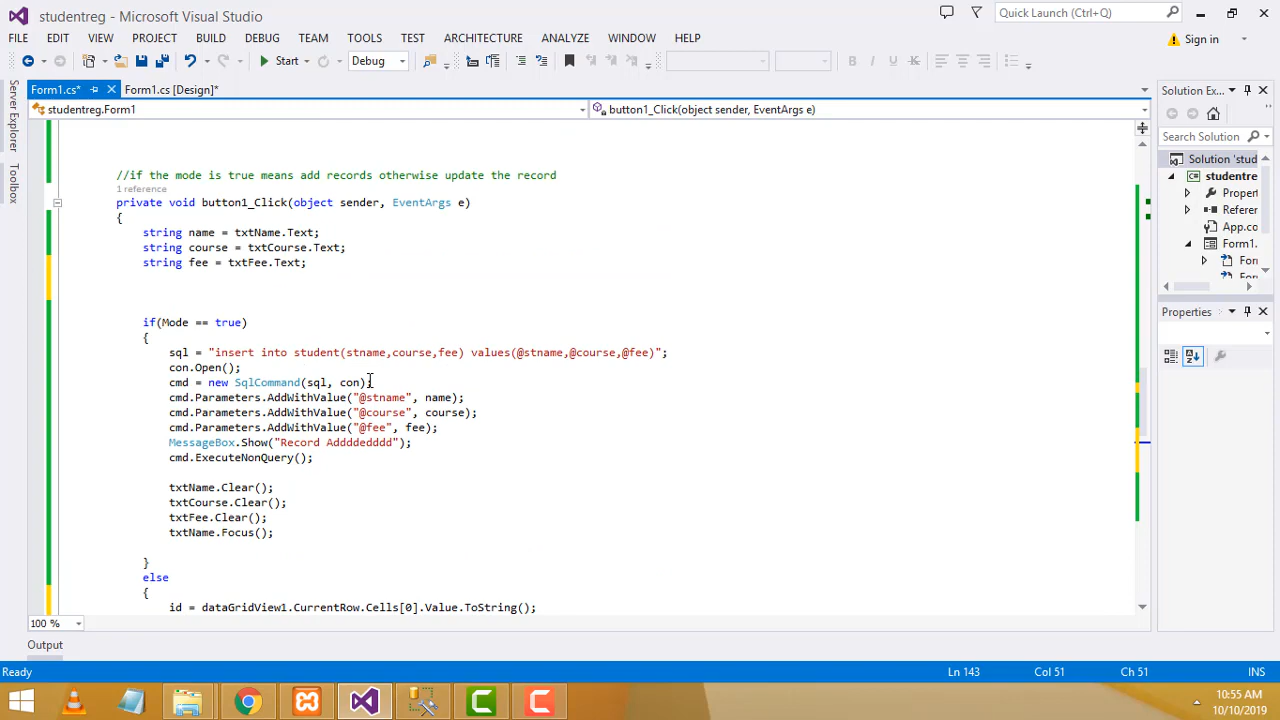 studentreg - Microsoft Visual Studio
Quick Launch (Ctrl+Q)
FILE EDIT VIEW PROJECT BUILD DEBUG TEAM TOOLS TEST ARCHITECTURE ANALYZE WINDOW HELP
Sign in
Start Debug
Form1.cs* Form1.cs [Design]*
Solution Ex...
studentreg.Form1
button1_Click(object sender, EventArgs e)
Server Explorer
Toolbox
Search Solution
Solution 'stud
studentre
Propert
Referer
App.co
Form1.
For
For
//if the mode is true means add records otherwise update the record
1 reference
private void button1_Click(object sender, EventArgs e)
{
string name = txtName.Text;
string course = txtCourse.Text;
string fee = txtFee.Text;
if(Mode == true)
{
sql = "insert into student(stname,course,fee) values(@stname,@course,@fee)";
con.Open();
cmd = new SqlCommand(sql, con);
cmd.Parameters.AddWithValue("@stname", name);
cmd.Parameters.AddWithValue("@course", course);
cmd.Parameters.AddWithValue("@fee", fee);
MessageBox.Show("Record Addddedddd");
cmd.ExecuteNonQuery();
txtName.Clear();
txtCourse.Clear();
txtFee.Clear();
txtName.Focus();
}
else
{
id = dataGridView1.CurrentRow.Cells[0].Value.ToString();
Properties
100 %
Output
Ready
Ln 143 Col 51 Ch 51 INS
10:55 AM
10/10/2019